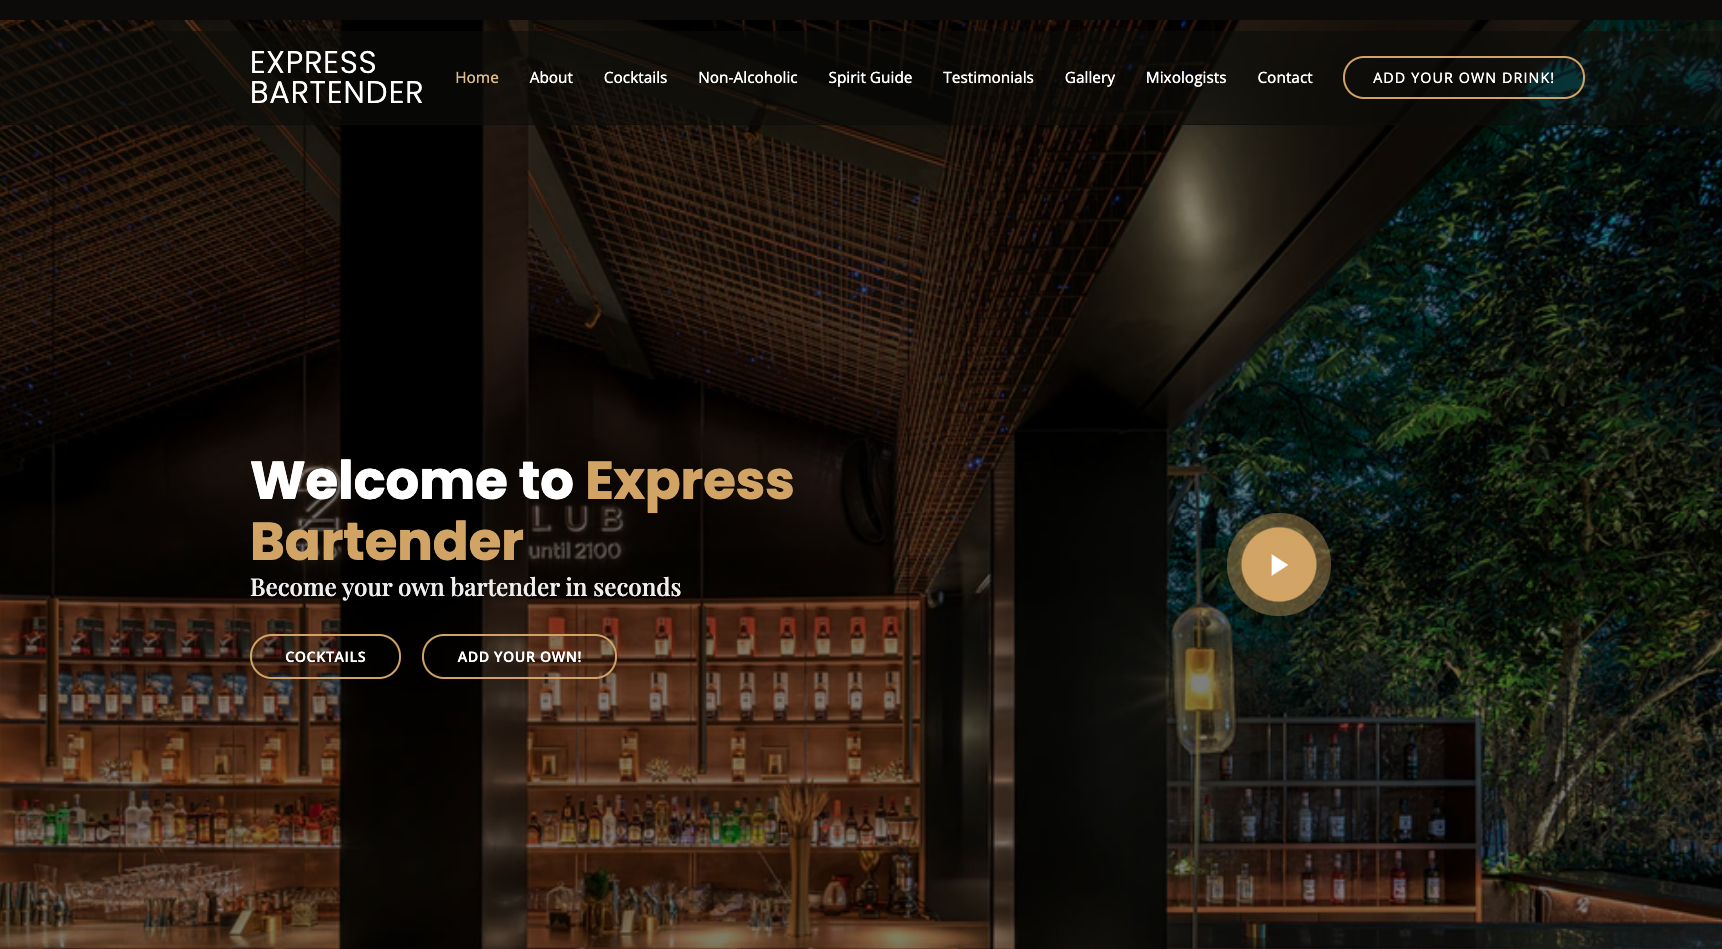 EXPRESS
BARTENDER
Home
About
Cocktails
Non-Alcoholic
Spirit Guide
Testimonials
Gallery
Mixologists
Contact
ADD YOUR OWN DRINK!
Welcome to Express
Bartender
LUB
until 2100
Become your own bartender in seconds
COCKTAILS
ADD YOUR OWN!